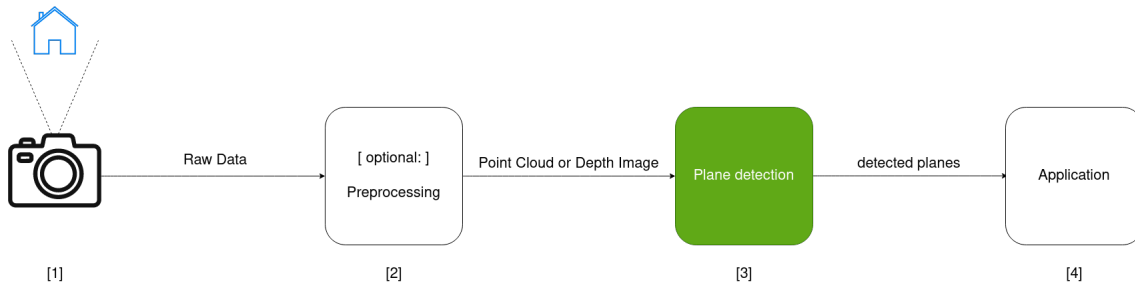 Raw Data
[ optional: ]
Preprocessing
Point Cloud or Depth Image
Plane detection
detected planes
Application
[1]
[2]
[3]
[4]